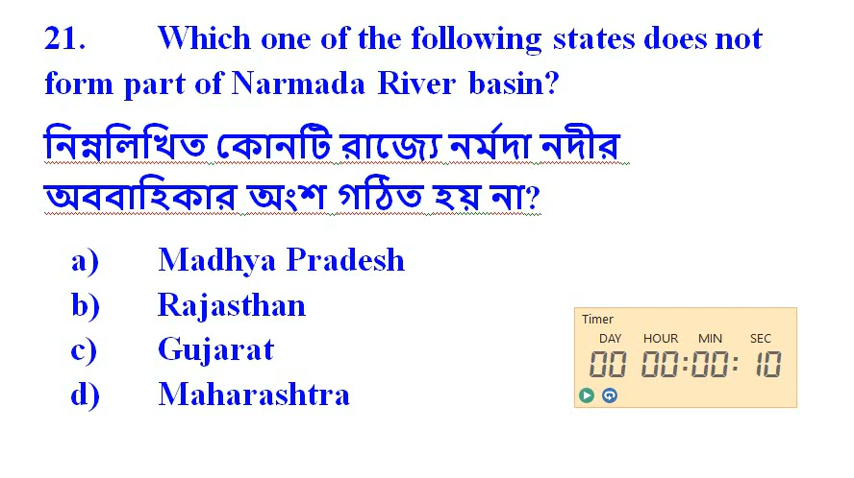 21. Which one of the following states does not
form part of Narmada River basin?
নিম্নলিখিত কোনটি রাজ্যে নর্মদা নদীর
অববাহিকার অংশ গঠিত হয় না?
a) Madhya Pradesh
b) Rajasthan
c) Gujarat
d) Maharashtra
Timer
DAY HOUR MIN SEC
00 00:00:10